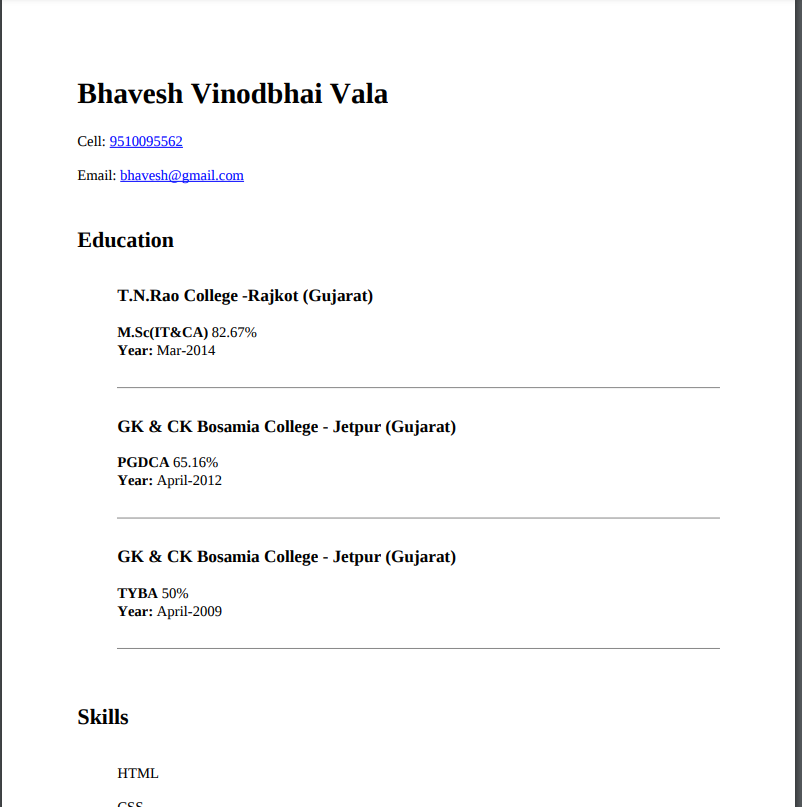 Bhavesh Vinodbhai Vala
Cell: 9510095562
Email: bhavesh@gmail.com
Education
T.N.Rao College -Rajkot (Gujarat)
M.Sc(IT&CA) 82.67%
Year: Mar-2014
GK & CK Bosamia College - Jetpur (Gujarat)
PGDCA 65.16%
Year: April-2012
GK & CK Bosamia College - Jetpur (Gujarat)
TYBA 50%
Year: April-2009
Skills
HTML
CSS